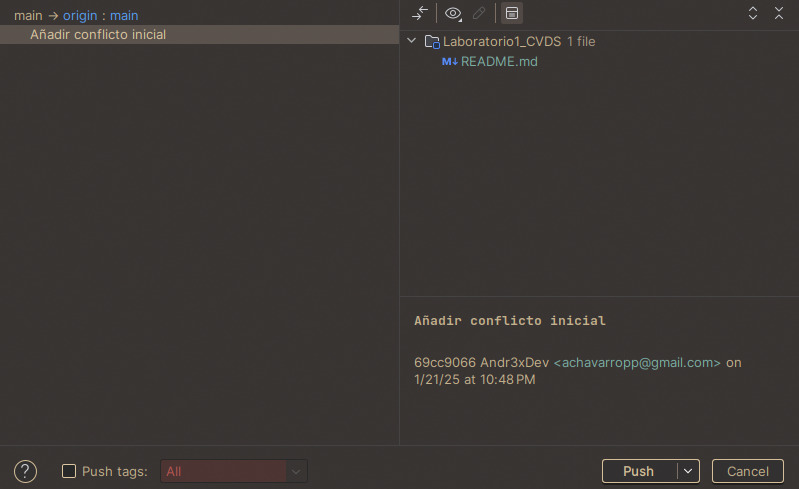 main → origin : main
Añadir conflicto inicial
Laboratorio1_CVDS 1 file
M↓ README.md
Añadir conflicto inicial
69cc9066 Andr3xDev <achavarropp@gmail.com> on
1/21/25 at 10:48 PM
? Push tags: All Push Cancel